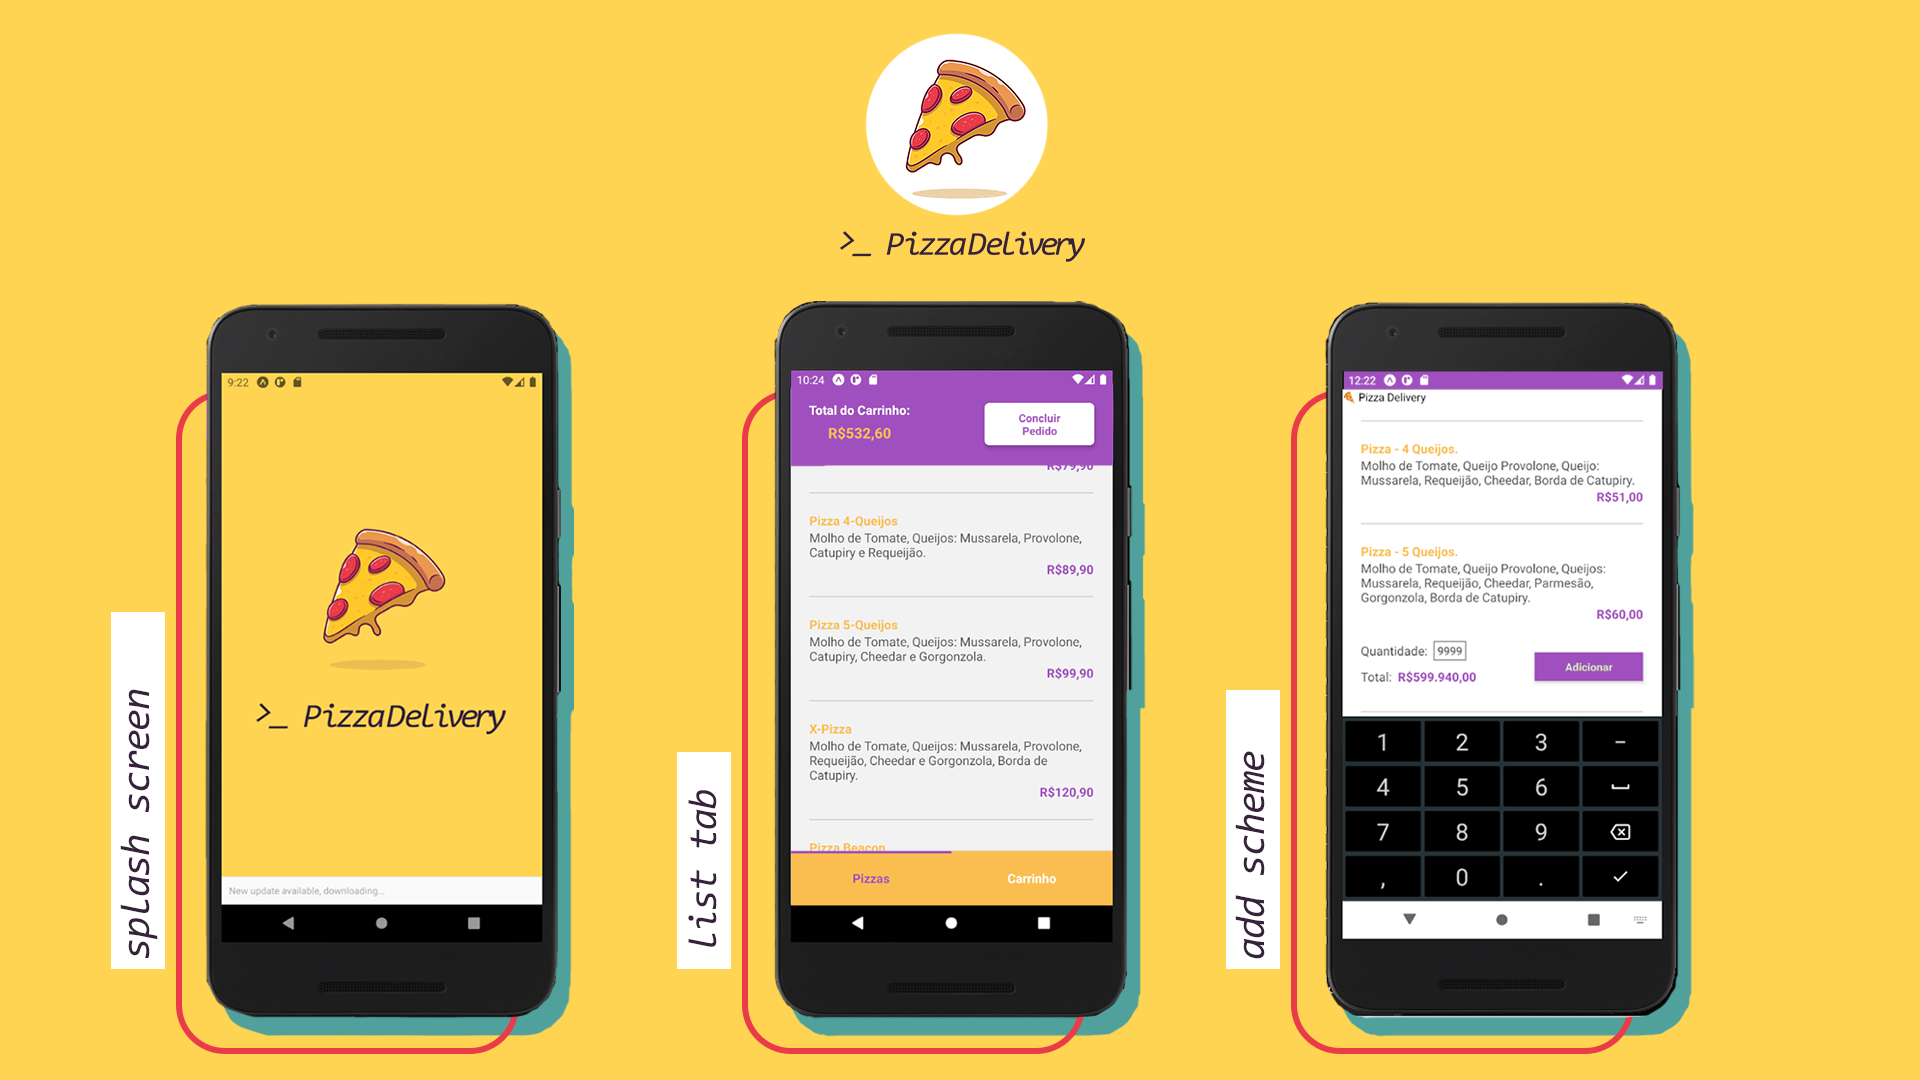 >_ PizzaDelivery
splash screen
9:22
>_ PizzaDelivery
New update available, downloading...
list tab
10:24
Total do Carrinho:
R$532,60
Concluir
Pedido
R$79,90
Pizza 4-Queijos
Molho de Tomate, Queijos: Mussarela, Provolone,
Catupiry e Requeijão.
R$89,90
Pizza 5-Queijos
Molho de Tomate, Queijos: Mussarela, Provolone,
Catupiry, Cheedar e Gorgonzola.
R$99,90
X-Pizza
Molho de Tomate, Queijos: Mussarela, Provolone,
Requeijão, Cheedar e Gorgonzola, Borda de
Catupiry.
R$120,90
Pizza Beacon
Pizzas
Carrinho
add scheme
12:22
Pizza Delivery
Pizza - 4 Queijos.
Molho de Tomate, Queijo Provolone, Queijo:
Mussarela, Requeijão, Cheedar, Borda de Catupiry.
R$51,00
Pizza - 5 Queijos.
Molho de Tomate, Queijo Provolone, Queijos:
Mussarela, Requeijão, Cheedar, Parmesão,
Gorgonzola, Borda de Catupiry.
R$60,00
Quantidade: 9999
Total: R$599.940,00
Adicionar
1 2 3 -
4 5 6
7 8 9
, 0 .